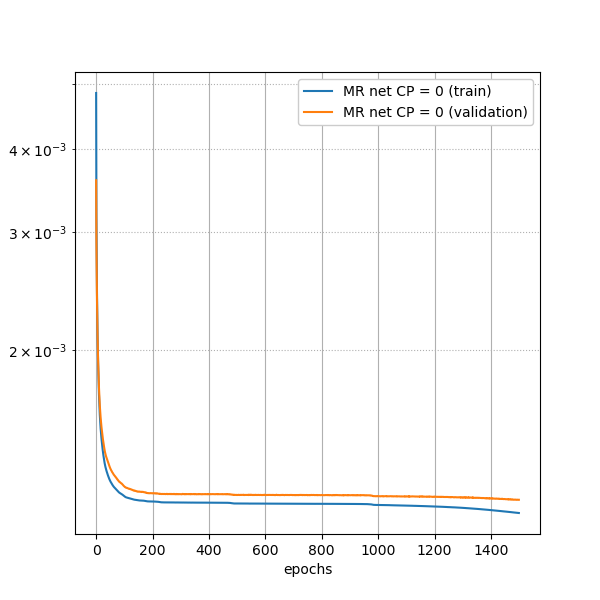 MR net CP = 0 (train)
MR net CP = 0 (validation)
4 × 10⁻³
3 × 10⁻³
2 × 10⁻³
0 200 400 600 800 1000 1200 1400
epochs